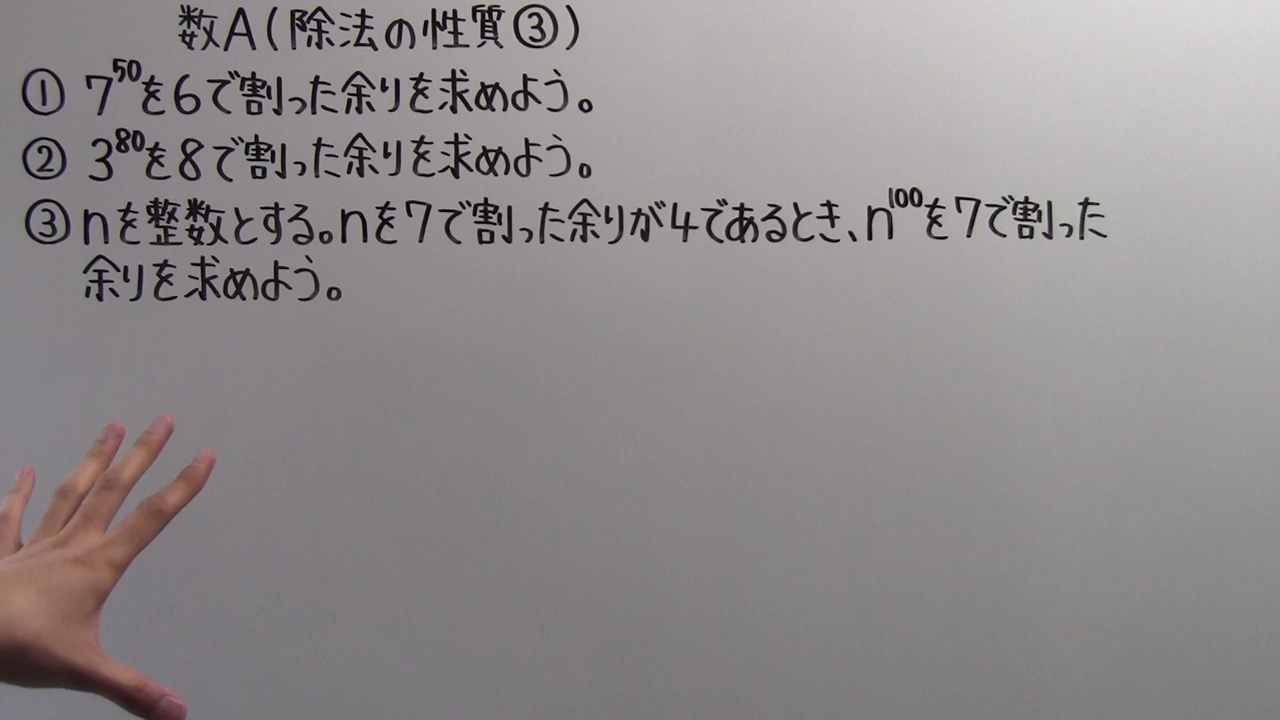 数A(除法の性質③)
① 7⁵⁰を6で割った余りを求めよう。
② 3⁸⁰を8で割った余りを求めよう。
③ nを整数とする。nを7で割った余りが4であるとき、n¹⁰⁰を7で割った
余りを求めよう。